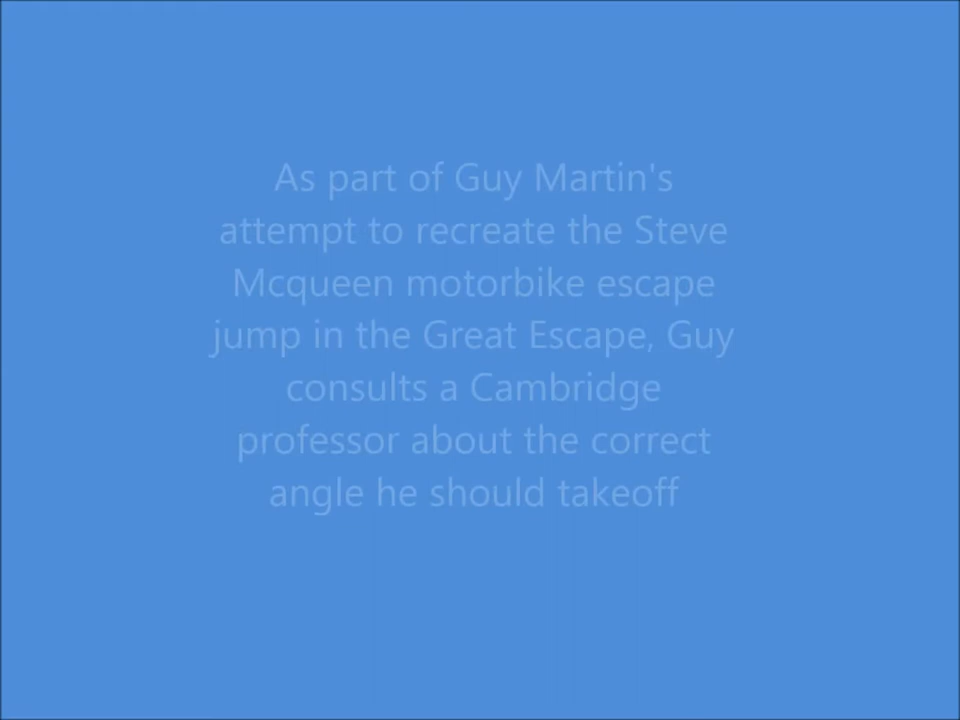 As part of Guy Martin's
attempt to recreate the Steve
Mcqueen motorbike escape
jump in the Great Escape, Guy
consults a Cambridge
professor about the correct
angle he should takeoff